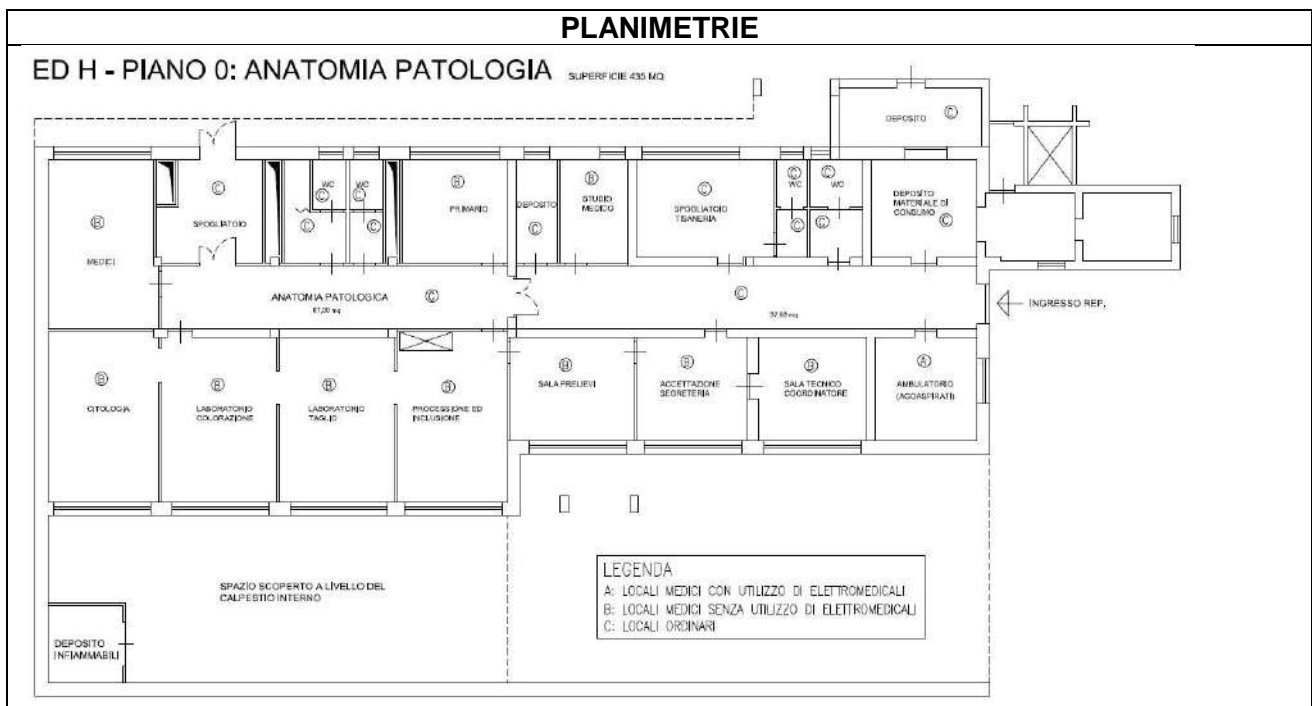 PLANIMETRIE
ED H - PIANO 0: ANATOMIA PATOLOGIA SUPERFICIE 435 MQ
DEPOSITO C
B
MEDICI
C
SPOGLIATOIO
WC
C
WC
C
C
C
B
PRIMARIO
DEPOSITO
C
B
STUDIO
MEDICO
C
SPOGLIATOIO
TISANERIA
C
WC
C
WC
C
C
DEPOSITO
MATERIALE DI
CONSUMO
C
ANATOMIA PATOLOGICA
C
C
INGRESSO REP.
B
CITOLOGIA
B
LABORATORIO
COLORAZIONE
B
LABORATORIO
TAGLIO
B
PROCESSIONE ED
INCLUSIONE
B
SALA PRELIEVI
B
ACCETTAZIONE
SEGRETERIA
B
SALA TECNICO
COORDINATORE
A
AMBULATORIO
(AGOASPIRATI)
SPAZIO SCOPERTO A LIVELLO DEL
CALPESTIO INTERNO
DEPOSITO
INFIAMMABILI
LEGENDA
A: LOCALI MEDICI CON UTILIZZO DI ELETTROMEDICALI
B: LOCALI MEDICI SENZA UTILIZZO DI ELETTROMEDICALI
C: LOCALI ORDINARI